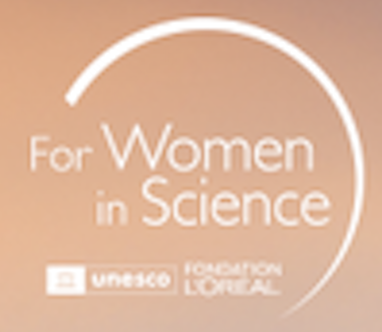 For Women
in Science
unesco
FONDATION
L'ORÉAL